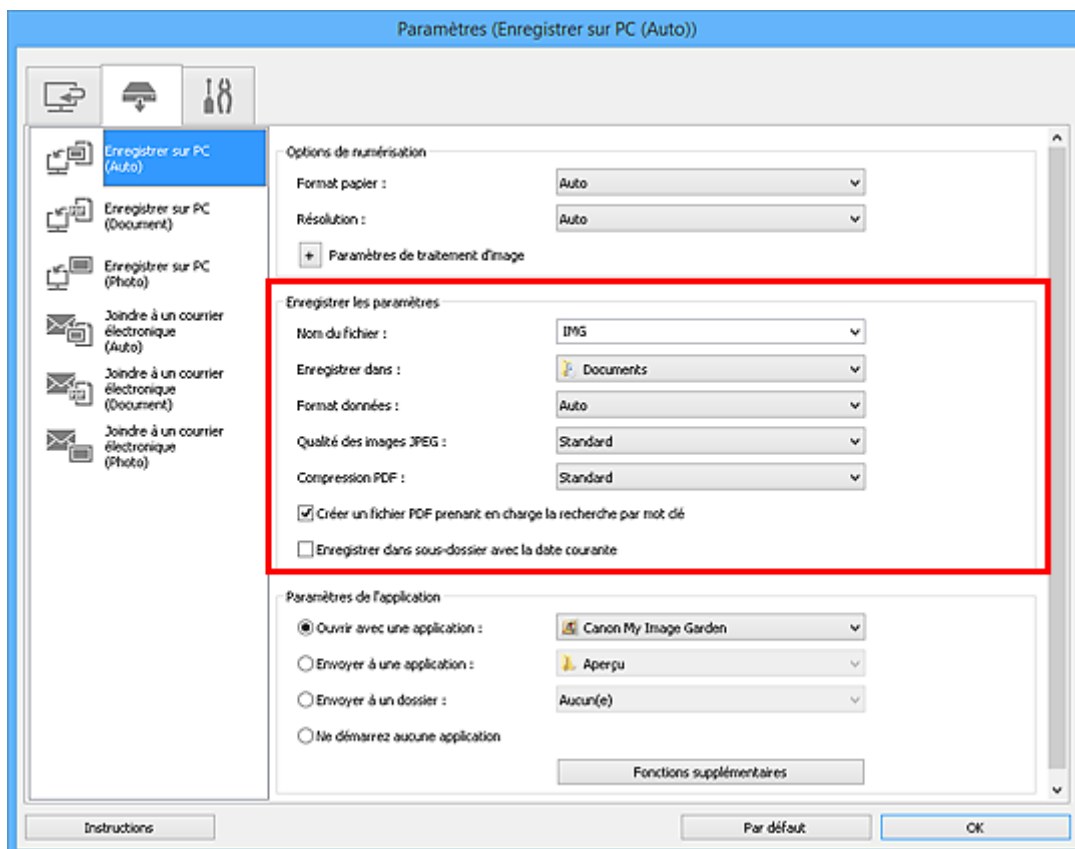 Paramètres (Enregistrer sur PC (Auto))
Enregistrer sur PC
(Auto)
Enregistrer sur PC
(Document)
Enregistrer sur PC
(Photo)
Joindre à un courrier
électronique
(Auto)
Joindre à un courrier
électronique
(Document)
Joindre à un courrier
électronique
(Photo)
Options de numérisation
Format papier : Auto
Résolution : Auto
+ Paramètres de traitement d'image
Enregistrer les paramètres
Nom du fichier : IMG
Enregistrer dans : Documents
Format données : Auto
Qualité des images JPEG : Standard
Compression PDF : Standard
Créer un fichier PDF prenant en charge la recherche par mot clé
Enregistrer dans sous-dossier avec la date courante
Paramètres de l'application
Ouvrir avec une application : Canon My Image Garden
Envoyer à une application : Aperçu
Envoyer à un dossier : Aucun(e)
Ne démarrez aucune application
Fonctions supplémentaires
Instructions Par défaut OK